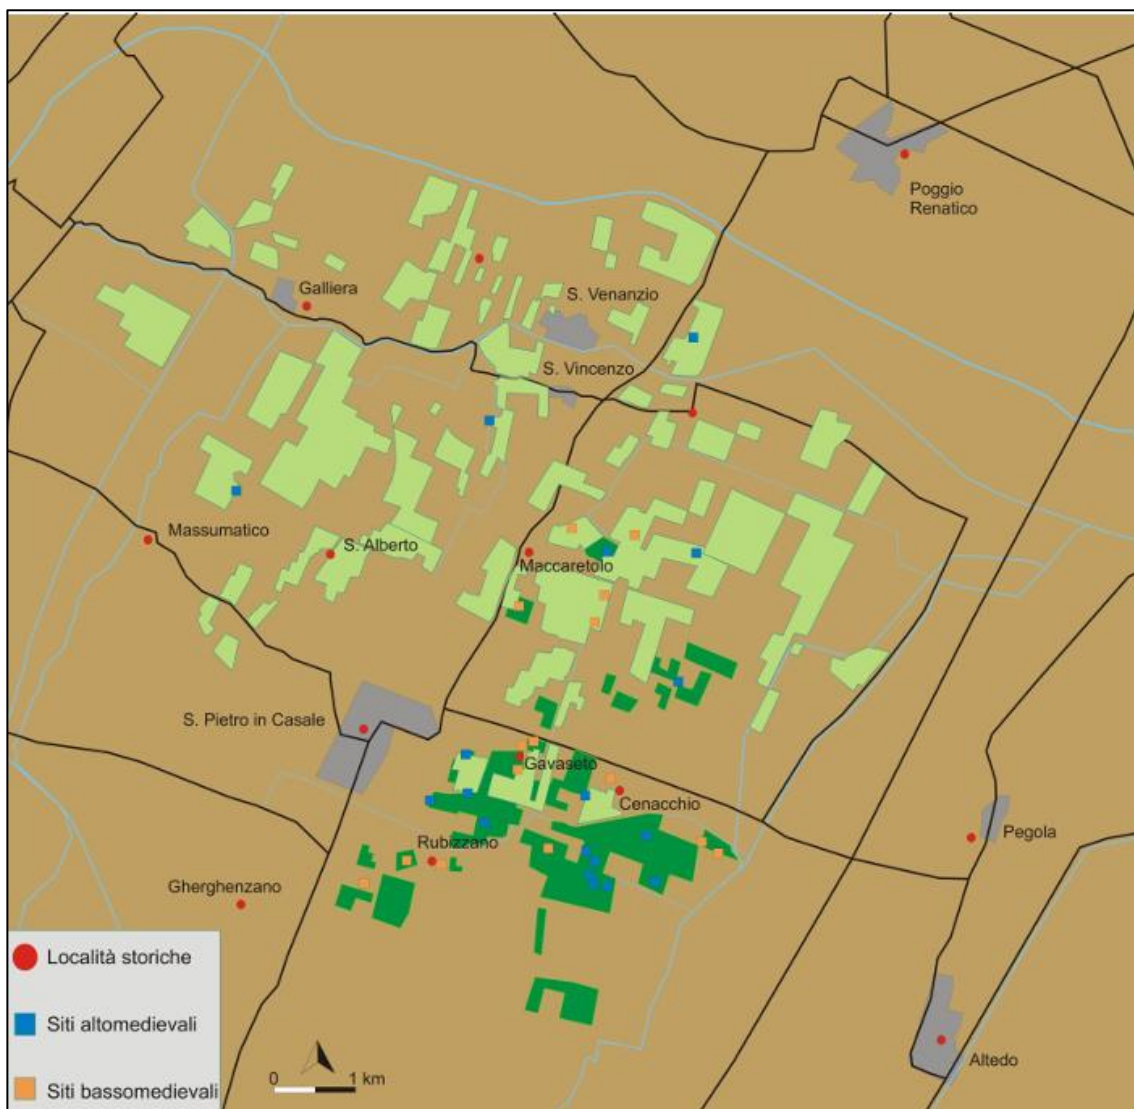 Poggio
Renatico
S. Venanzio
Galliera
S. Vincenzo
Massumatico
S. Alberto
Maccaretolo
S. Pietro in Casale
Gavaseto
Cenacchio
Pegola
Rubizzano
Gherghenzano
Località storiche
Siti altomedievali
Altedo
0 1 km
Siti bassomedievali